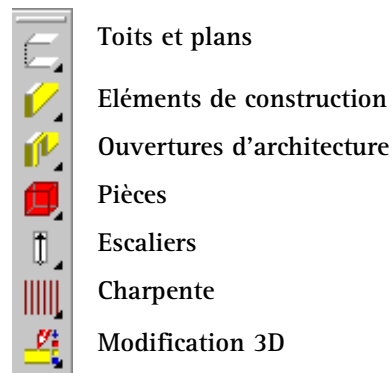 Toits et plans
Eléments de construction
Ouvertures d'architecture
Pièces
Escaliers
Charpente
Modification 3D